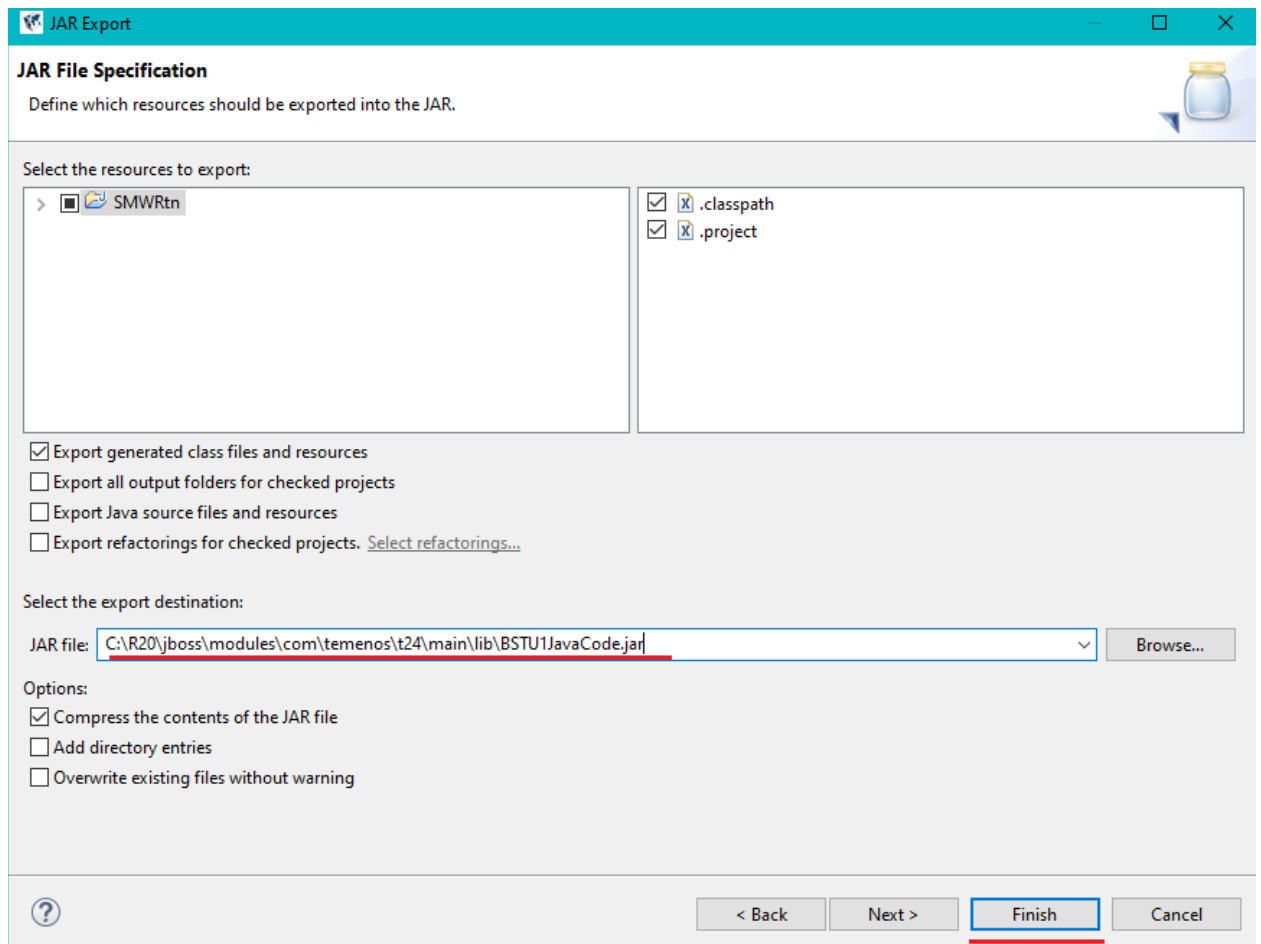 JAR Export
JAR File Specification
Define which resources should be exported into the JAR.
Select the resources to export:
SMWRtn
.classpath
.project
Export generated class files and resources
Export all output folders for checked projects
Export Java source files and resources
Export refactorings for checked projects. Select refactorings...
Select the export destination:
JAR file: C:\R20\jboss\modules\com\temenos\t24\main\lib\BSTU1JavaCode.jar Browse...
Options:
Compress the contents of the JAR file
Add directory entries
Overwrite existing files without warning
< Back Next > Finish Cancel